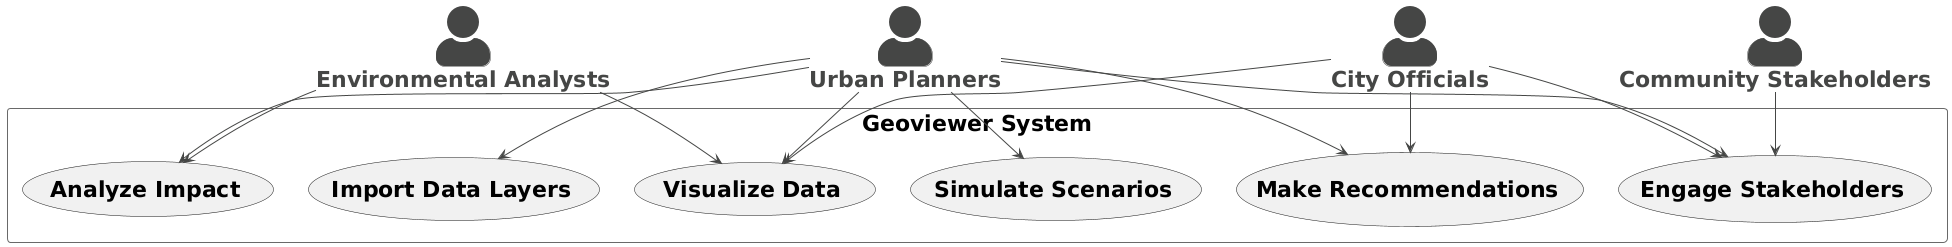 Environmental Analysts
Urban Planners
City Officials
Community Stakeholders
Geoviewer System
Analyze Impact
Import Data Layers
Visualize Data
Simulate Scenarios
Make Recommendations
Engage Stakeholders